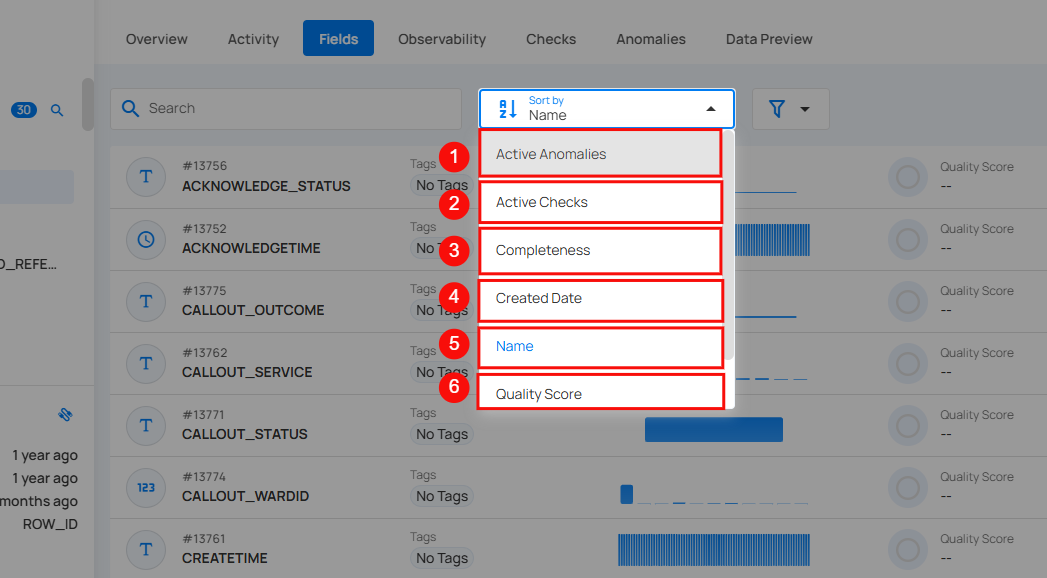 Overview Activity Fields Observability Checks Anomalies Data Preview
30
Search
Sort by
Name
1 Active Anomalies
2 Active Checks
3 Completeness
4 Created Date
5 Name
6 Quality Score
#13756 Tags Quality Score
ACKNOWLEDGE_STATUS No Tags --
#13752 Tags Quality Score
ACKNOWLEDGETIME No --
D_REFE...
#13775 Tags Quality Score
CALLOUT_OUTCOME No Tags --
#13762 Tags Quality Score
CALLOUT_SERVICE No Tags --
#13771 Tags Quality Score
CALLOUT_STATUS No Tags --
1 year ago
#13774 Tags Quality Score
1 year ago
123 CALLOUT_WARDID No Tags --
months ago
ROW_ID
#13761 Tags Quality Score
CREATETIME No Tags --